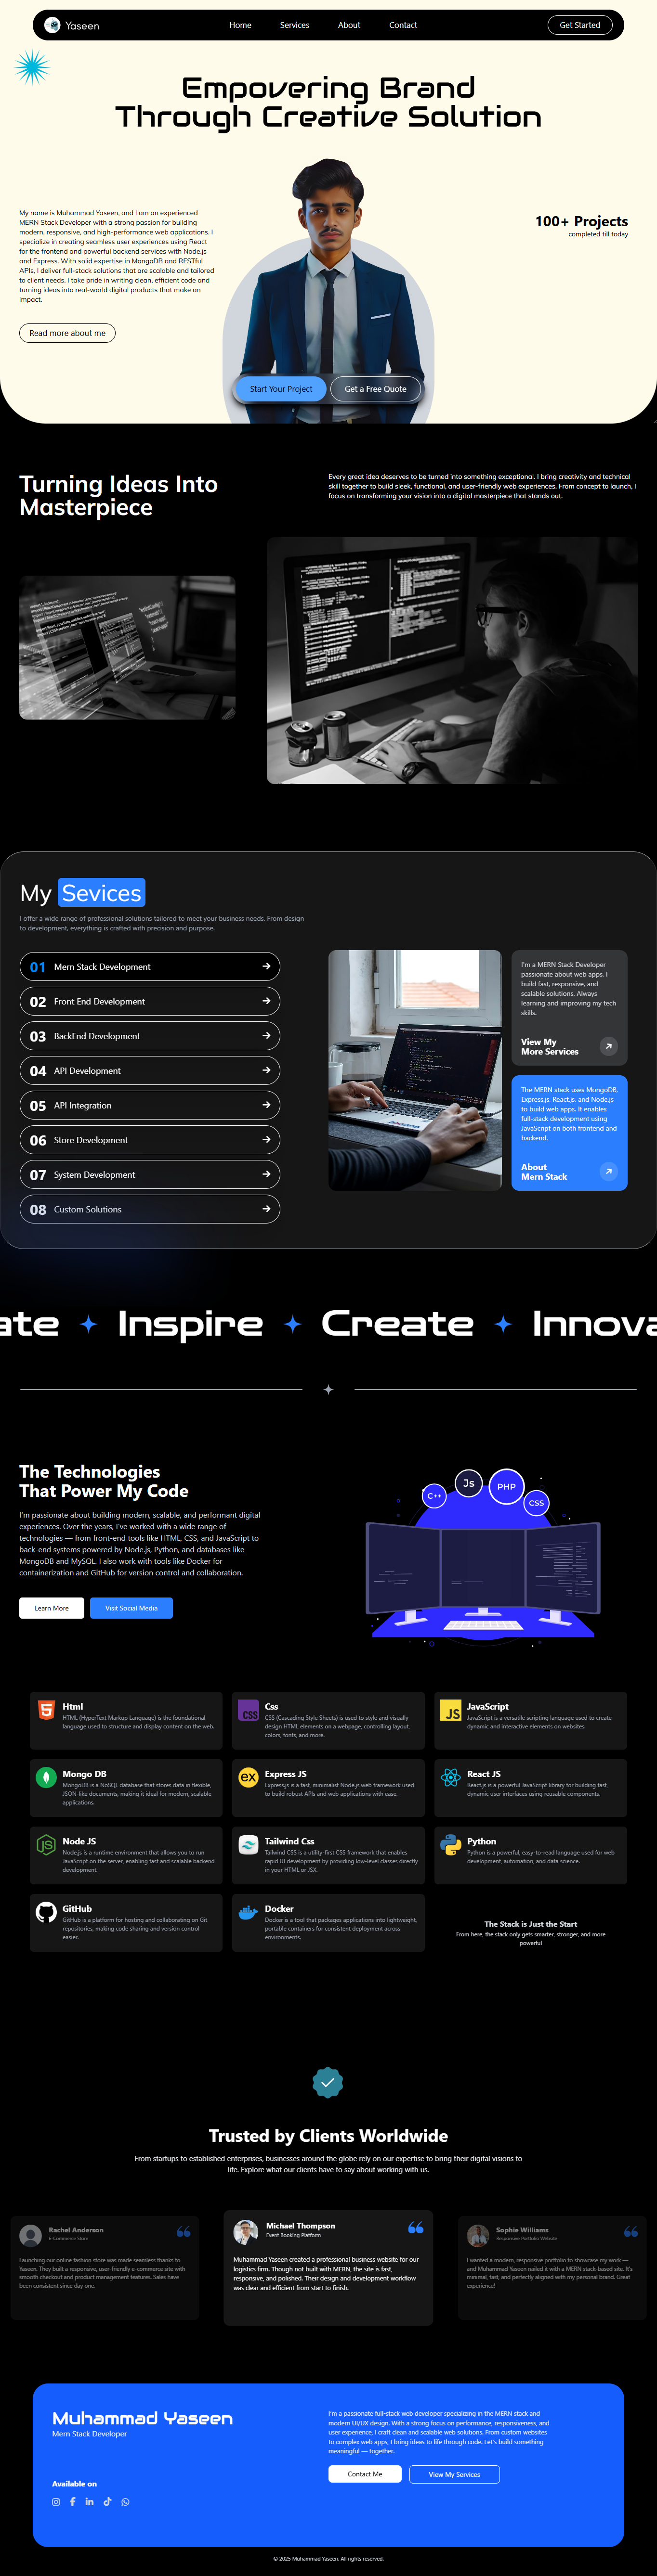 Yaseen
Home
Services
About
Contact
Get Started
Empowering Brand
Through Creative Solution
My name is Muhammad Yaseen, and I am an experienced
MERN Stack Developer with a strong passion for building
modern, responsive, and high-performance web applications. I
specialize in creating seamless user experiences using React
for the frontend and powerful backend services with Node.js
and Express. With solid expertise in MongoDB and RESTful
APIs, I deliver full-stack solutions that are scalable and tailored
to client needs. I take pride in writing clean, efficient code and
turning ideas into real-world digital products that make an
impact.
Read more about me
100+ Projects
completed till today
Start Your Project
Get a Free Quote
Turning Ideas Into
Masterpiece
Every great idea deserves to be turned into something exceptional. I bring creativity and technical
skill together to build sleek, functional, and user-friendly web experiences. From concept to launch, I
focus on transforming your vision into a digital masterpiece that stands out.
My Sevices
I offer a wide range of professional solutions tailored to meet your business needs. From design
to development, everything is crafted with precision and purpose.
01 Mern Stack Development
02 Front End Development
03 BackEnd Development
04 API Development
05 API Integration
06 Store Development
07 System Development
08 Custom Solutions
I'm a MERN Stack Developer
passionate about web apps. I
build fast, responsive, and
scalable solutions. Always
learning and improving my tech
skills.
View My
More Services
The MERN stack uses MongoDB,
Express.js, React.js, and Node.js
to build web apps. It enables
full-stack development using
JavaScript on both frontend and
backend.
About
Mern Stack
ate Inspire Create Innova
The Technologies
That Power My Code
I'm passionate about building modern, scalable, and performant digital
experiences. Over the years, I've worked with a wide range of
technologies — from front-end tools like HTML, CSS, and JavaScript to
back-end systems powered by Node.js, Python, and databases like
MongoDB and MySQL. I also work with tools like Docker for
containerization and GitHub for version control and collaboration.
Learn More
Visit Social Media
C++
Js
PHP
CSS
Html
HTML (HyperText Markup Language) is the foundational
language used to structure and display content on the web.
CSS
Css
CSS (Cascading Style Sheets) is used to style and visually
design HTML elements on a webpage, controlling layout,
colors, fonts, and more.
JS
JavaScript
JavaScript is a versatile scripting language used to create
dynamic and interactive elements on websites.
Mongo DB
MongoDB is a NoSQL database that stores data in flexible,
JSON-like documents, making it ideal for modern, scalable
applications.
ex
Express JS
Express.js is a fast, minimalist Node.js web framework used
to build robust APIs and web applications with ease.
React JS
React.js is a powerful JavaScript library for building fast,
dynamic user interfaces using reusable components.
Node JS
Node.js is a runtime environment that allows you to run
JavaScript on the server, enabling fast and scalable backend
development.
Tailwind Css
Tailwind CSS is a utility-first CSS framework that enables
rapid UI development by providing low-level classes directly
in your HTML or JSX.
Python
Python is a powerful, easy-to-read language used for web
development, automation, and data science.
GitHub
GitHub is a platform for hosting and collaborating on Git
repositories, making code sharing and version control
easier.
Docker
Docker is a tool that packages applications into lightweight,
portable containers for consistent deployment across
environments.
The Stack is Just the Start
From here, the stack only gets smarter, stronger, and more
powerful
Trusted by Clients Worldwide
From startups to established enterprises, businesses around the globe rely on our expertise to bring their digital visions to
life. Explore what our clients have to say about working with us.
Rachel Anderson
E-Commerce Store
Launching our online fashion store was made seamless thanks to
Yaseen. They built a responsive, user-friendly e-commerce site with
smooth checkout and product management features. Sales have
been consistent since day one.
Michael Thompson
Event Booking Platform
Muhammad Yaseen created a professional business website for our
logistics firm. Though not built with MERN, the site is fast,
responsive, and polished. Their design and development workflow
was clear and efficient from start to finish.
Sophie Williams
Responsive Portfolio Website
I wanted a modern, responsive portfolio to showcase my work —
and Muhammad Yaseen nailed it with a MERN stack-based site. It's
minimal, fast, and perfectly aligned with my personal brand. Great
experience!
Muhammad Yaseen
Mern Stack Developer
Available on
I'm a passionate full-stack web developer specializing in the MERN stack and
modern UI/UX design. With a strong focus on performance, responsiveness, and
user experience, I craft clean and scalable web solutions. From custom websites
to complex web apps, I bring ideas to life through code. Let's build something
meaningful — together.
Contact Me
View My Services
© 2025 Muhammad Yaseen. All rights reserved.